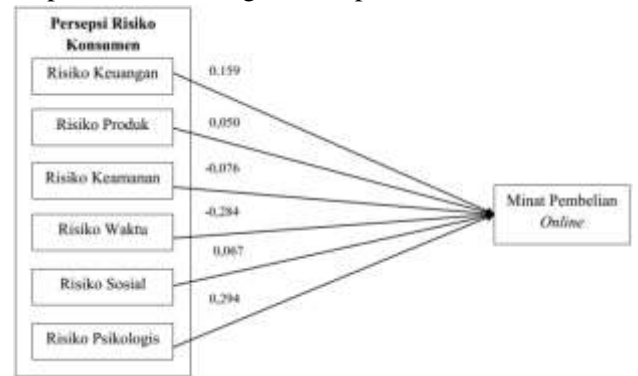 Persepsi Risiko
Konsumen
Risiko Keuangan
0,159
Risiko Produk
0,050
Risiko Keamanan
-0,076
Risiko Waktu
-0,284
0,067
Risiko Sosial
0,294
Risiko Psikologis
Minat Pembelian
Online